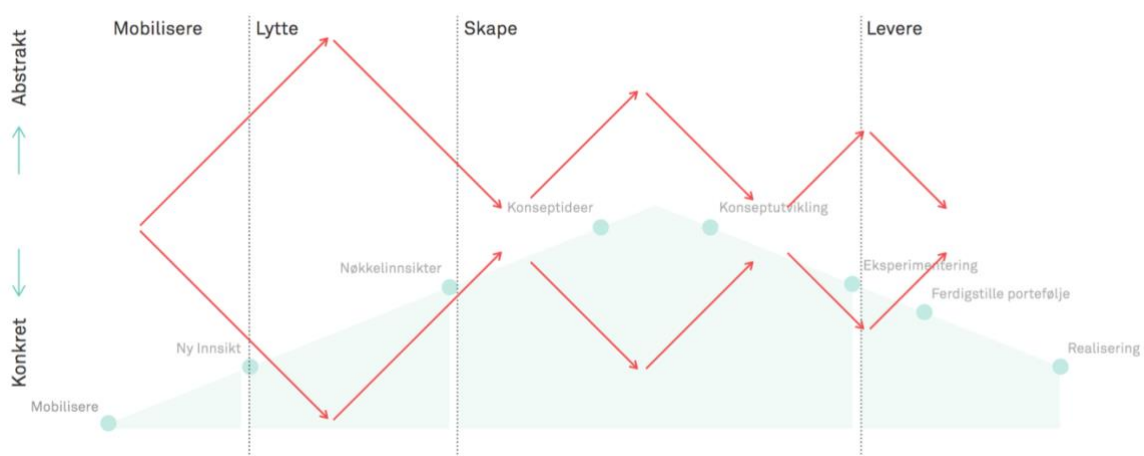 Mobilisere
Lytte
Skape
Levere
Abstrakt
Konkret
Konseptideer
Konseptutvikling
Nøkkelinnsikter
Eksperimentering
Ferdigstille portefølje
Ny Innsikt
Realisering
Mobilisere